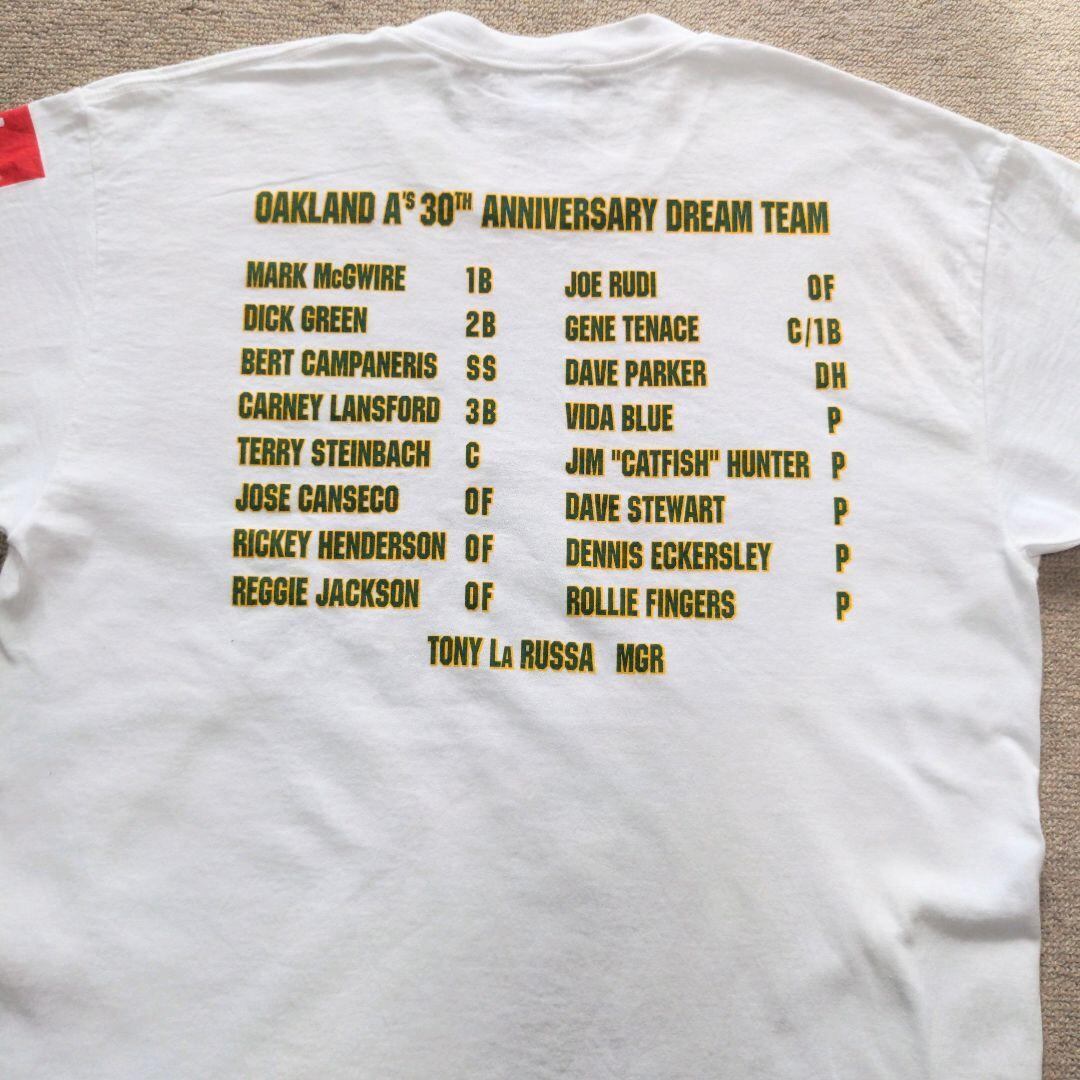 OAKLAND A'S 30TH ANNIVERSARY DREAM TEAM
MARK McGWIRE 1B
DICK GREEN 2B
BERT CAMPANERIS SS
CARNEY LANSFORD 3B
TERRY STEINBACH C
JOSE CANSECO OF
RICKEY HENDERSON OF
REGGIE JACKSON OF
JOE RUDI OF
GENE TENACE C/1B
DAVE PARKER DH
VIDA BLUE P
JIM "CATFISH" HUNTER P
DAVE STEWART P
DENNIS ECKERSLEY P
ROLLIE FINGERS P
TONY LA RUSSA MGR